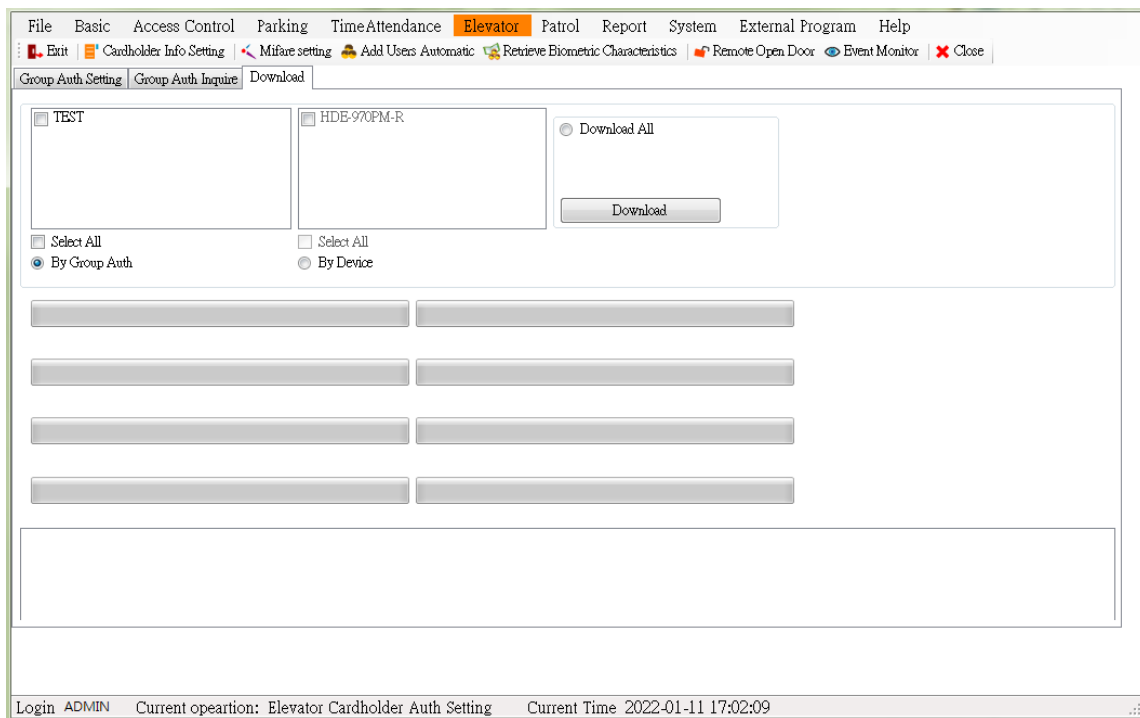 File Basic Access Control Parking TimeAttendance Elevator Patrol Report System External Program Help
Exit Cardholder Info Setting Mifare setting Add Users Automatic Retrieve Biometric Characteristics Remote Open Door Event Monitor Close
Group Auth Setting Group Auth Inquire Download
TEST HDE-970PM-R
Download All
Download
Select All Select All
By Group Auth By Device
Login ADMIN Current opeartion: Elevator Cardholder Auth Setting Current Time 2022-01-11 17:02:09